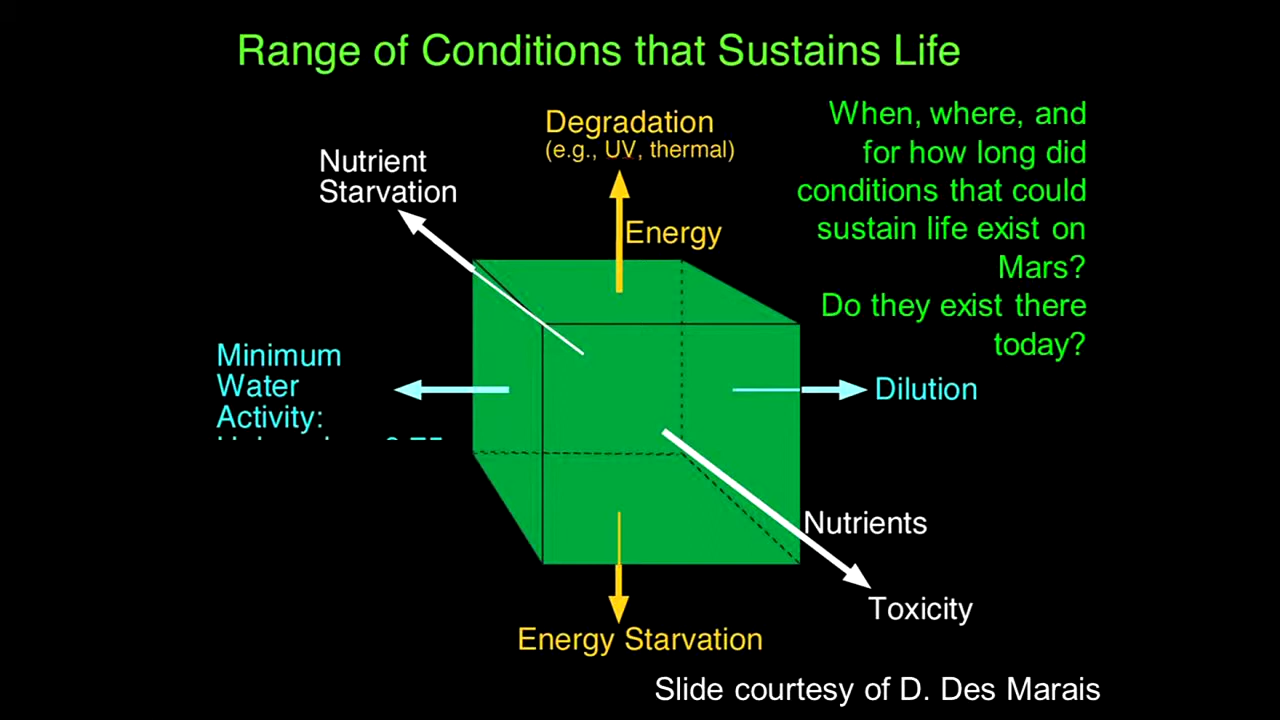 Range of Conditions that Sustains Life
Degradation
(e.g., UV, thermal)
When, where, and
for how long did
conditions that could
sustain life exist on
Mars?
Do they exist there
today?
Nutrient
Starvation
Energy
Minimum
Water
Activity:
Dilution
Nutrients
Toxicity
Energy Starvation
Slide courtesy of D. Des Marais